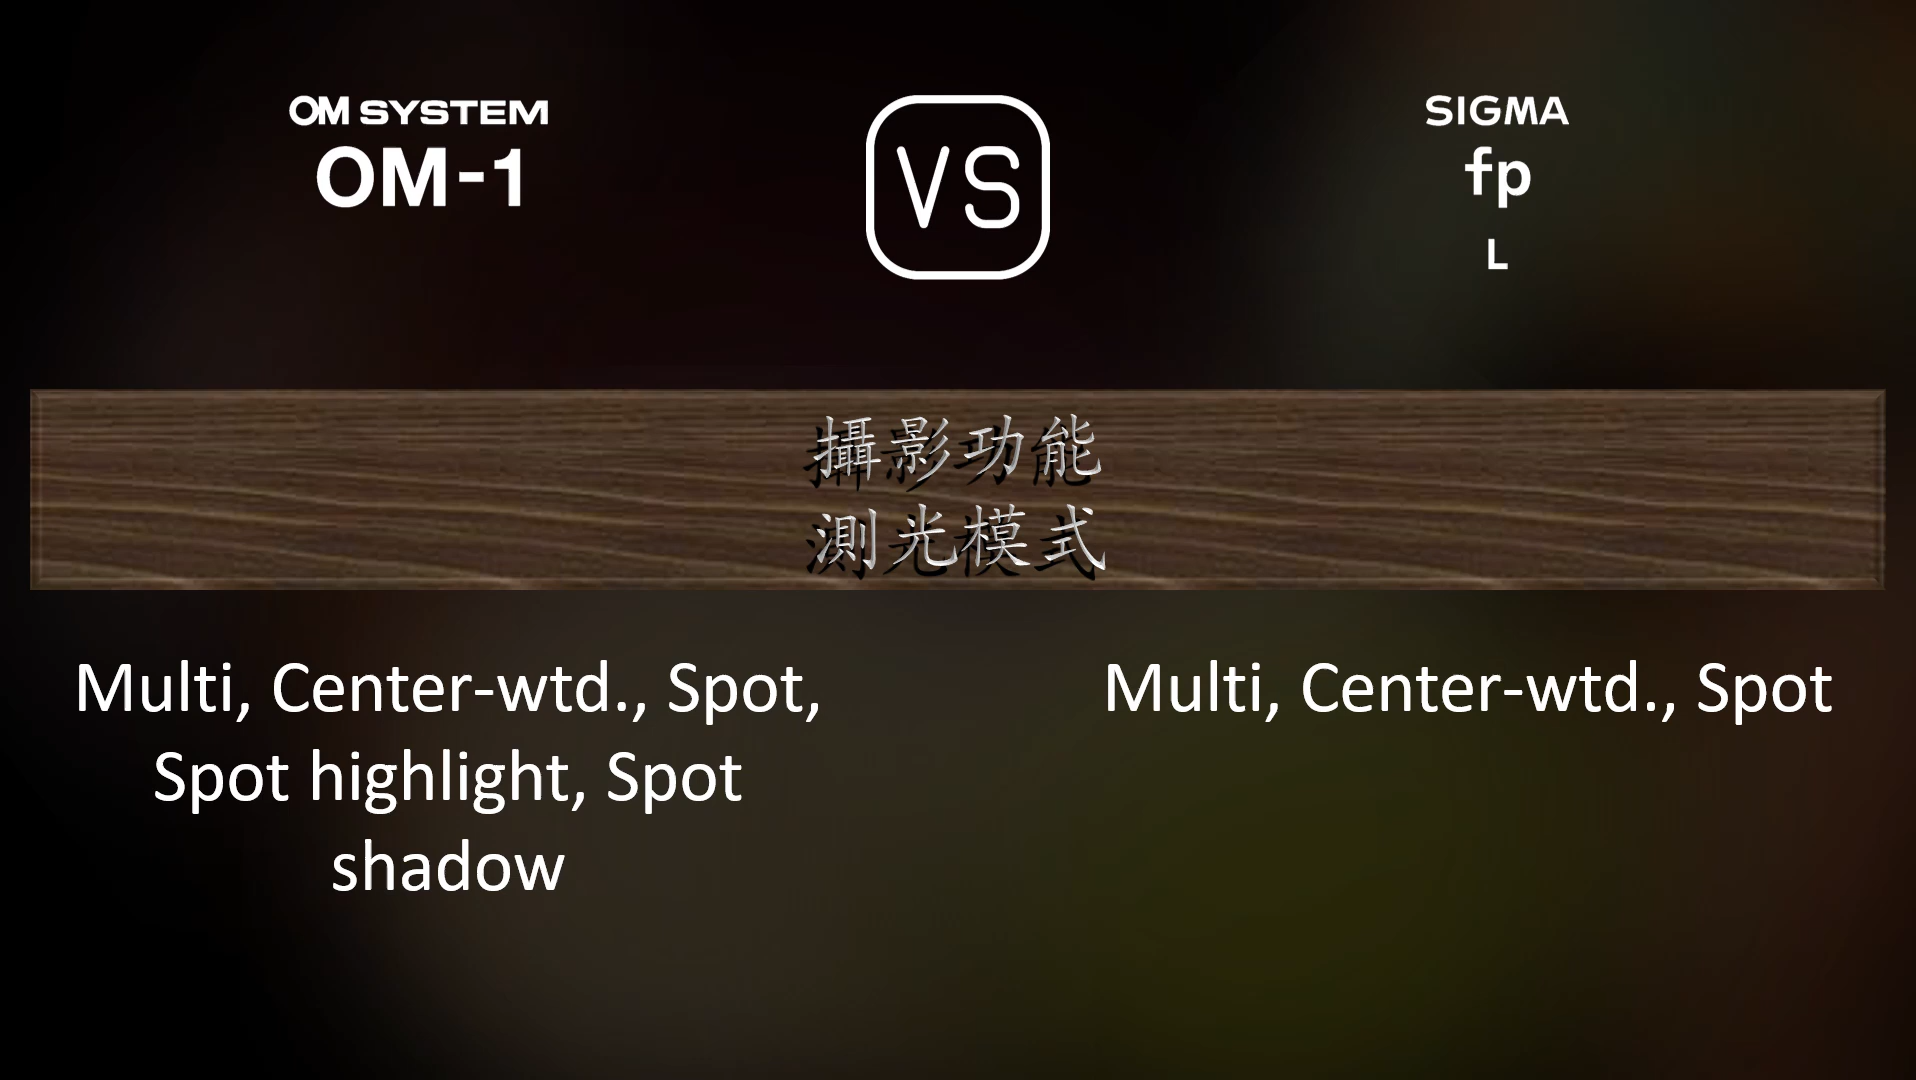 OM SYSTEM
OM-1
VS
SIGMA
fp
L
攝影功能
測光模式
Multi, Center-wtd., Spot,
Spot highlight, Spot
shadow
Multi, Center-wtd., Spot